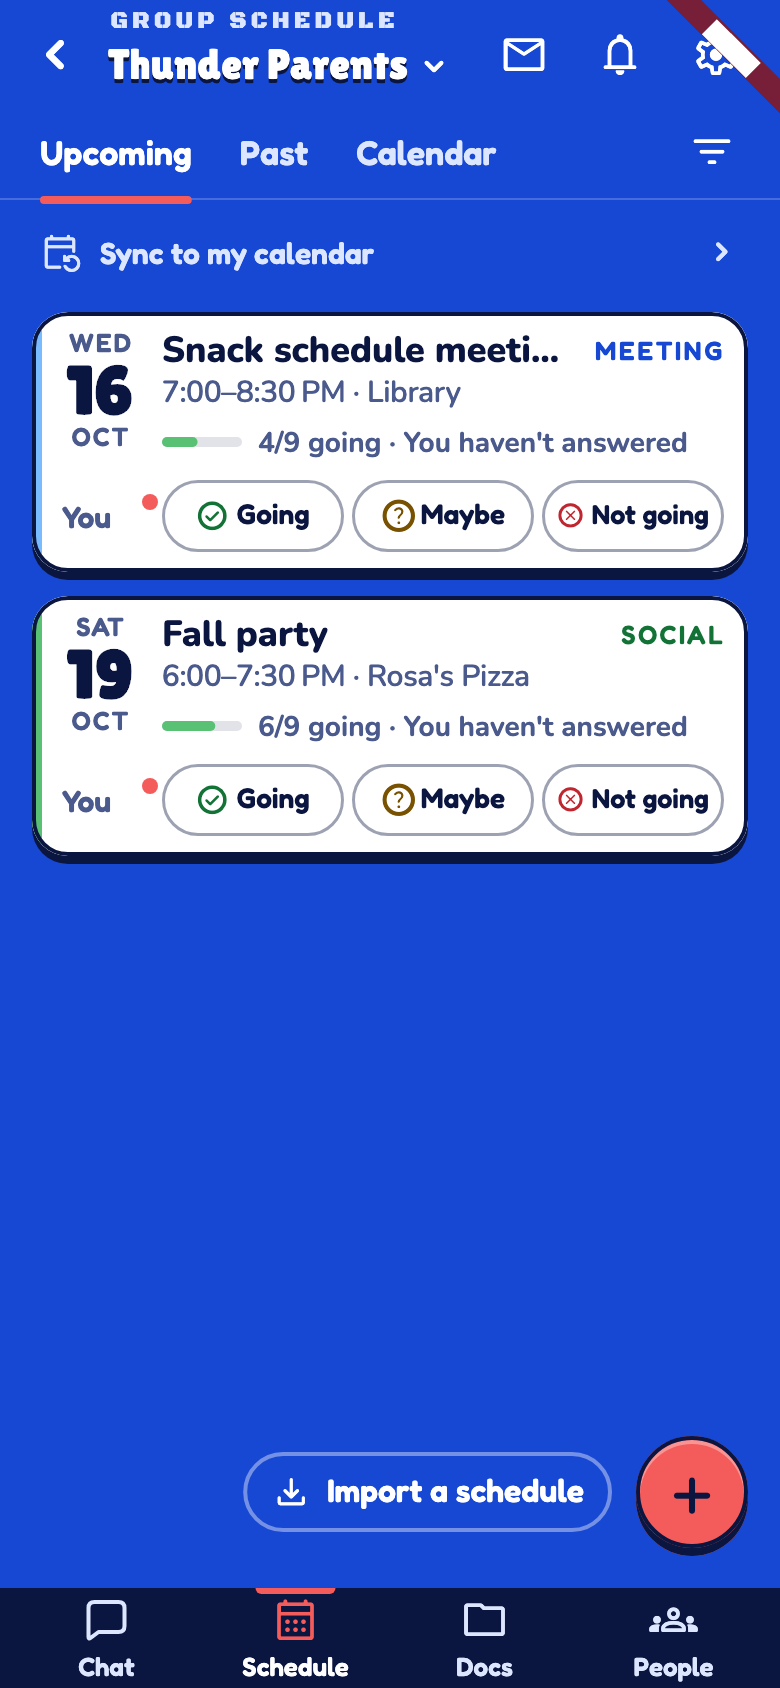 GROUP SCHEDULE
Thunder Parents
Upcoming Past Calendar
Sync to my calendar
WED
16
OCT
Snack schedule meeti... MEETING
7:00–8:30 PM · Library
4/9 going · You haven't answered
You Going Maybe Not going
SAT
19
OCT
Fall party SOCIAL
6:00–7:30 PM · Rosa's Pizza
6/9 going · You haven't answered
You Going Maybe Not going
Import a schedule
Chat Schedule Docs People